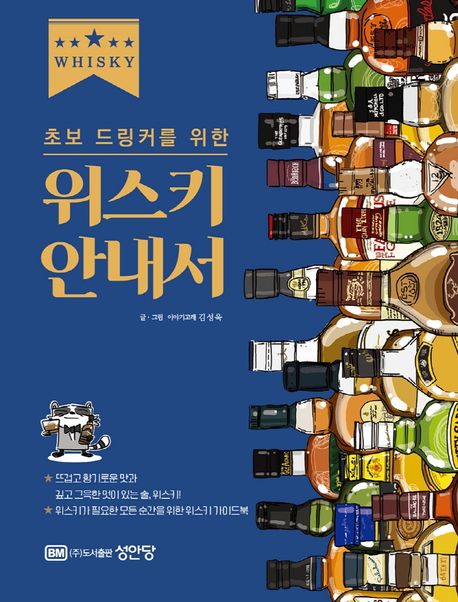 WHISKY
초보 드링커를 위한
위스키
안내서
글·그림 이야기고래 김성욱
★ 뜨겁고 향기로운 맛과
깊고 그윽한 멋이 있는 술, 위스키!
★ 위스키가 필요한 모든 순간을 위한 위스키 가이드북
BM (주)도서출판 성안당